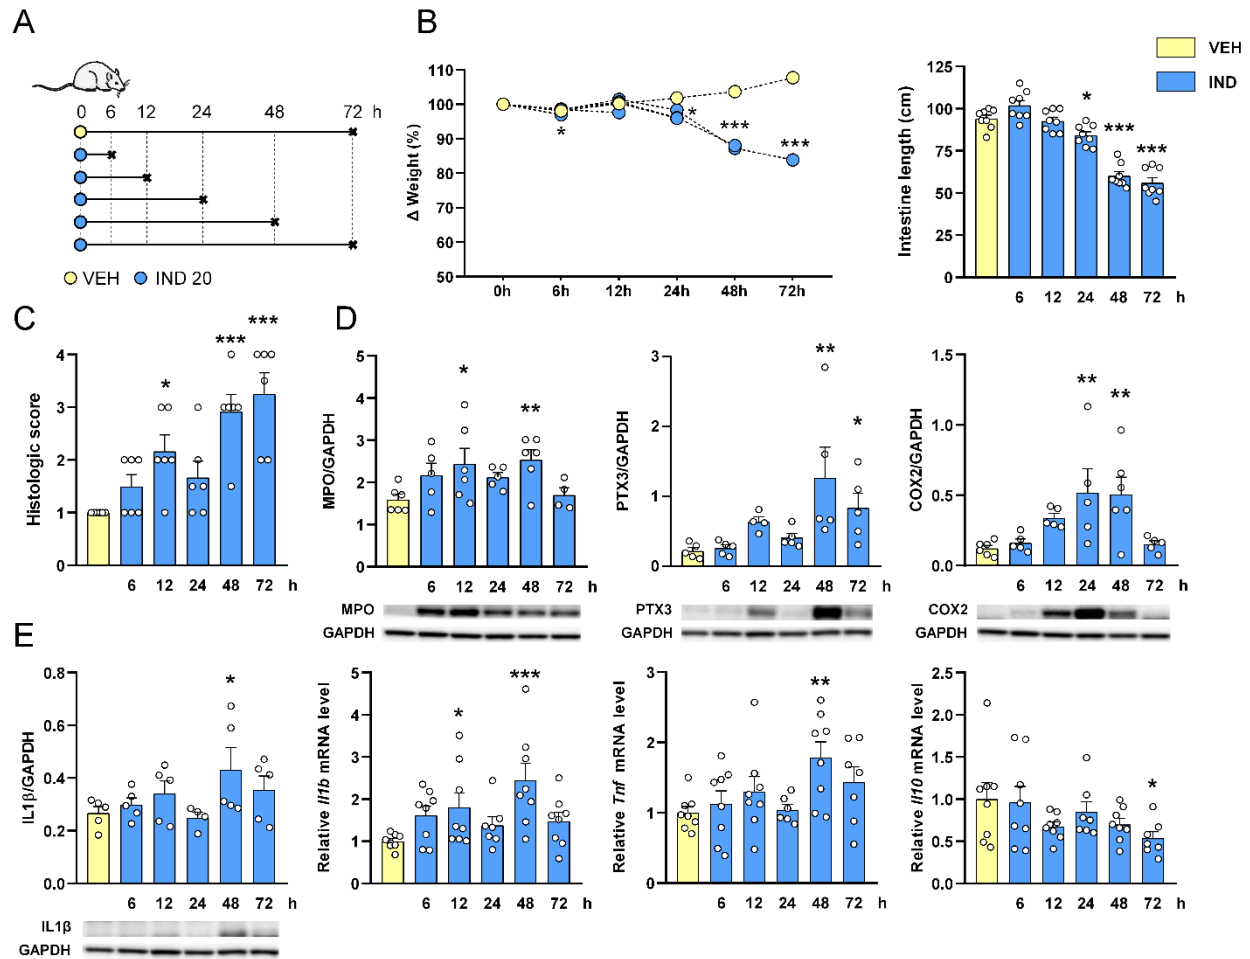 A
0 6 12 24 48 72 h
VEH IND 20
B
VEH
IND
Δ Weight (%)
110
100
90
80
70
60
50
0h 6h 12h 24h 48h 72h
*
*
***
***
Intestine length (cm)
125
100
75
50
25
0
6 12 24 48 72 h
*
***
***
C
Histologic score
4
3
2
1
0
6 12 24 48 72 h
*
***
***
D
MPO/GAPDH
5
4
3
2
1
0
6 12 24 48 72 h
*
**
MPO
GAPDH
PTX3/GAPDH
3
2
1
0
6 12 24 48 72 h
**
*
PTX3
GAPDH
COX2/GAPDH
1.5
1.0
0.5
0.0
6 12 24 48 72 h
**
**
COX2
GAPDH
E
IL1β/GAPDH
0.8
0.6
0.4
0.2
0.0
6 12 24 48 72 h
*
IL1β
GAPDH
Relative Il1b mRNA level
5
4
3
2
1
0
6 12 24 48 72 h
*
***
Relative Tnf mRNA level
3
2
1
0
6 12 24 48 72 h
**
Relative Il10 mRNA level
2.5
2.0
1.5
1.0
0.5
0.0
6 12 24 48 72 h
*